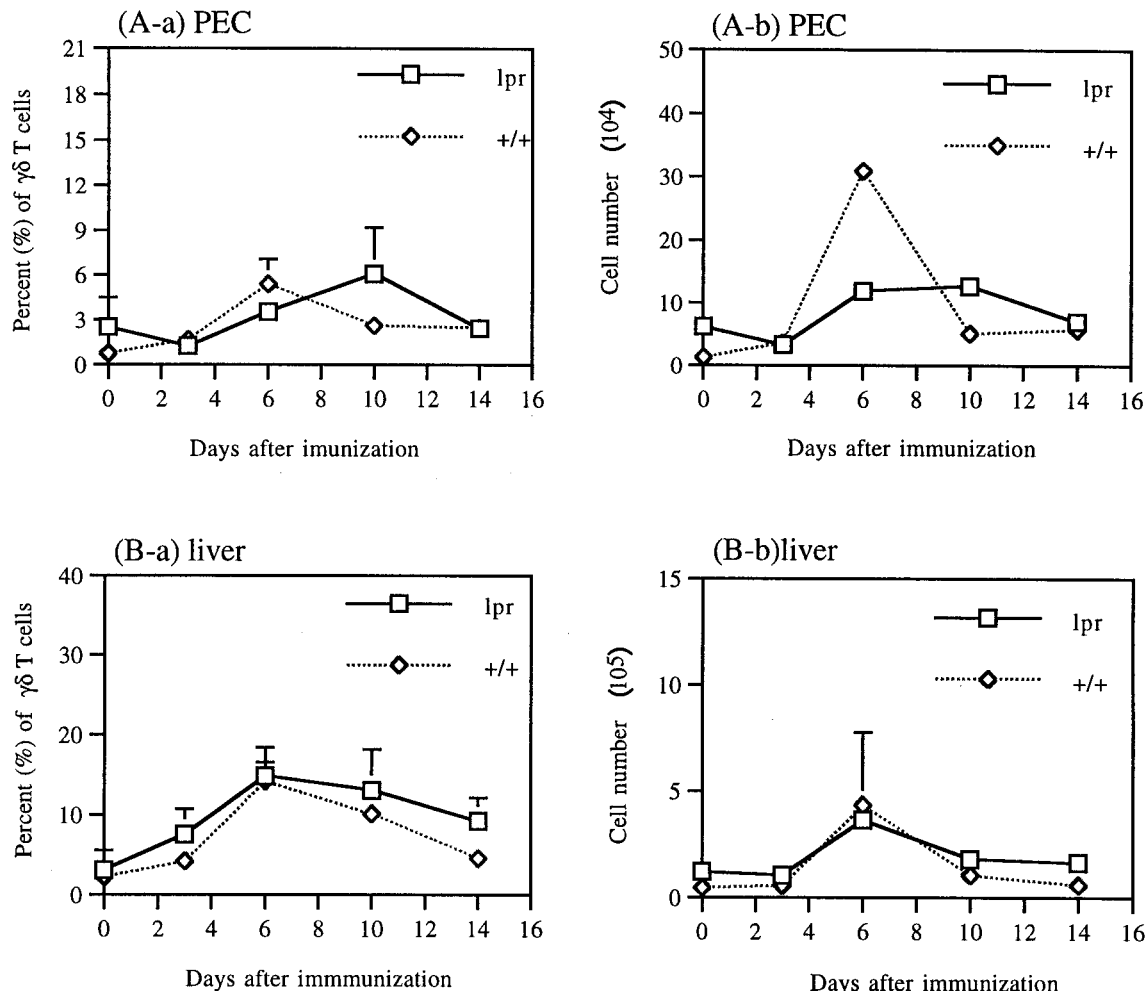 (A-a) PEC
Percent (%) of γδ T cells
21
18
15
12
9
6
3
0
lpr
+/+
0 2 4 6 8 10 12 14 16
Days after imunization
(A-b) PEC
Cell number (104)
50
40
30
20
10
0
lpr
+/+
0 2 4 6 8 10 12 14 16
Days after immunization
(B-a) liver
Percent (%) of γδ T cells
40
30
20
10
0
lpr
+/+
0 2 4 6 8 10 12 14 16
Days after immmunization
(B-b)liver
Cell number (105)
15
10
5
0
lpr
+/+
0 2 4 6 8 10 12 14 16
Days after immunization